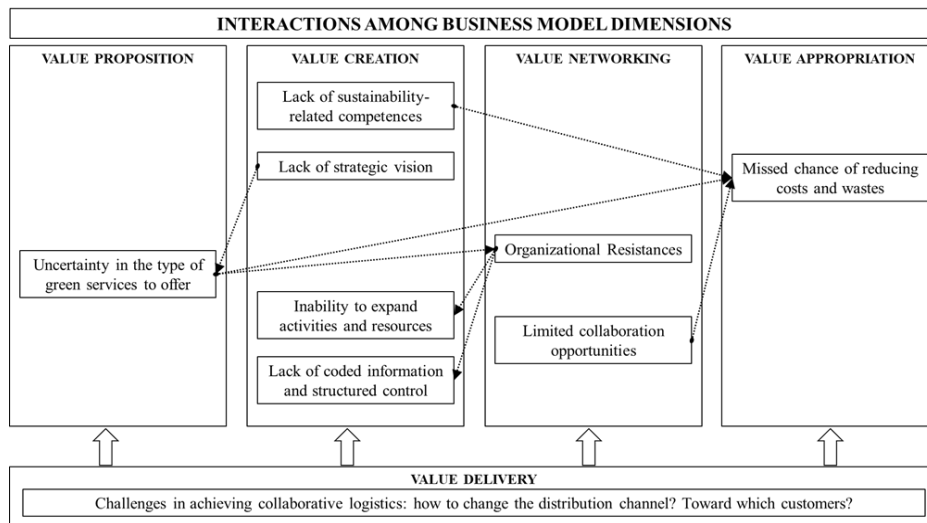 INTERACTIONS AMONG BUSINESS MODEL DIMENSIONS
VALUE PROPOSITION
Uncertainty in the type of
green services to offer
VALUE CREATION
Lack of sustainability-
related competences
Lack of strategic vision
Inability to expand
activities and resources
Lack of coded information
and structured control
VALUE NETWORKING
Organizational Resistances
Limited collaboration
opportunities
VALUE APPROPRIATION
Missed chance of reducing
costs and wastes
VALUE DELIVERY
Challenges in achieving collaborative logistics: how to change the distribution channel? Toward which customers?